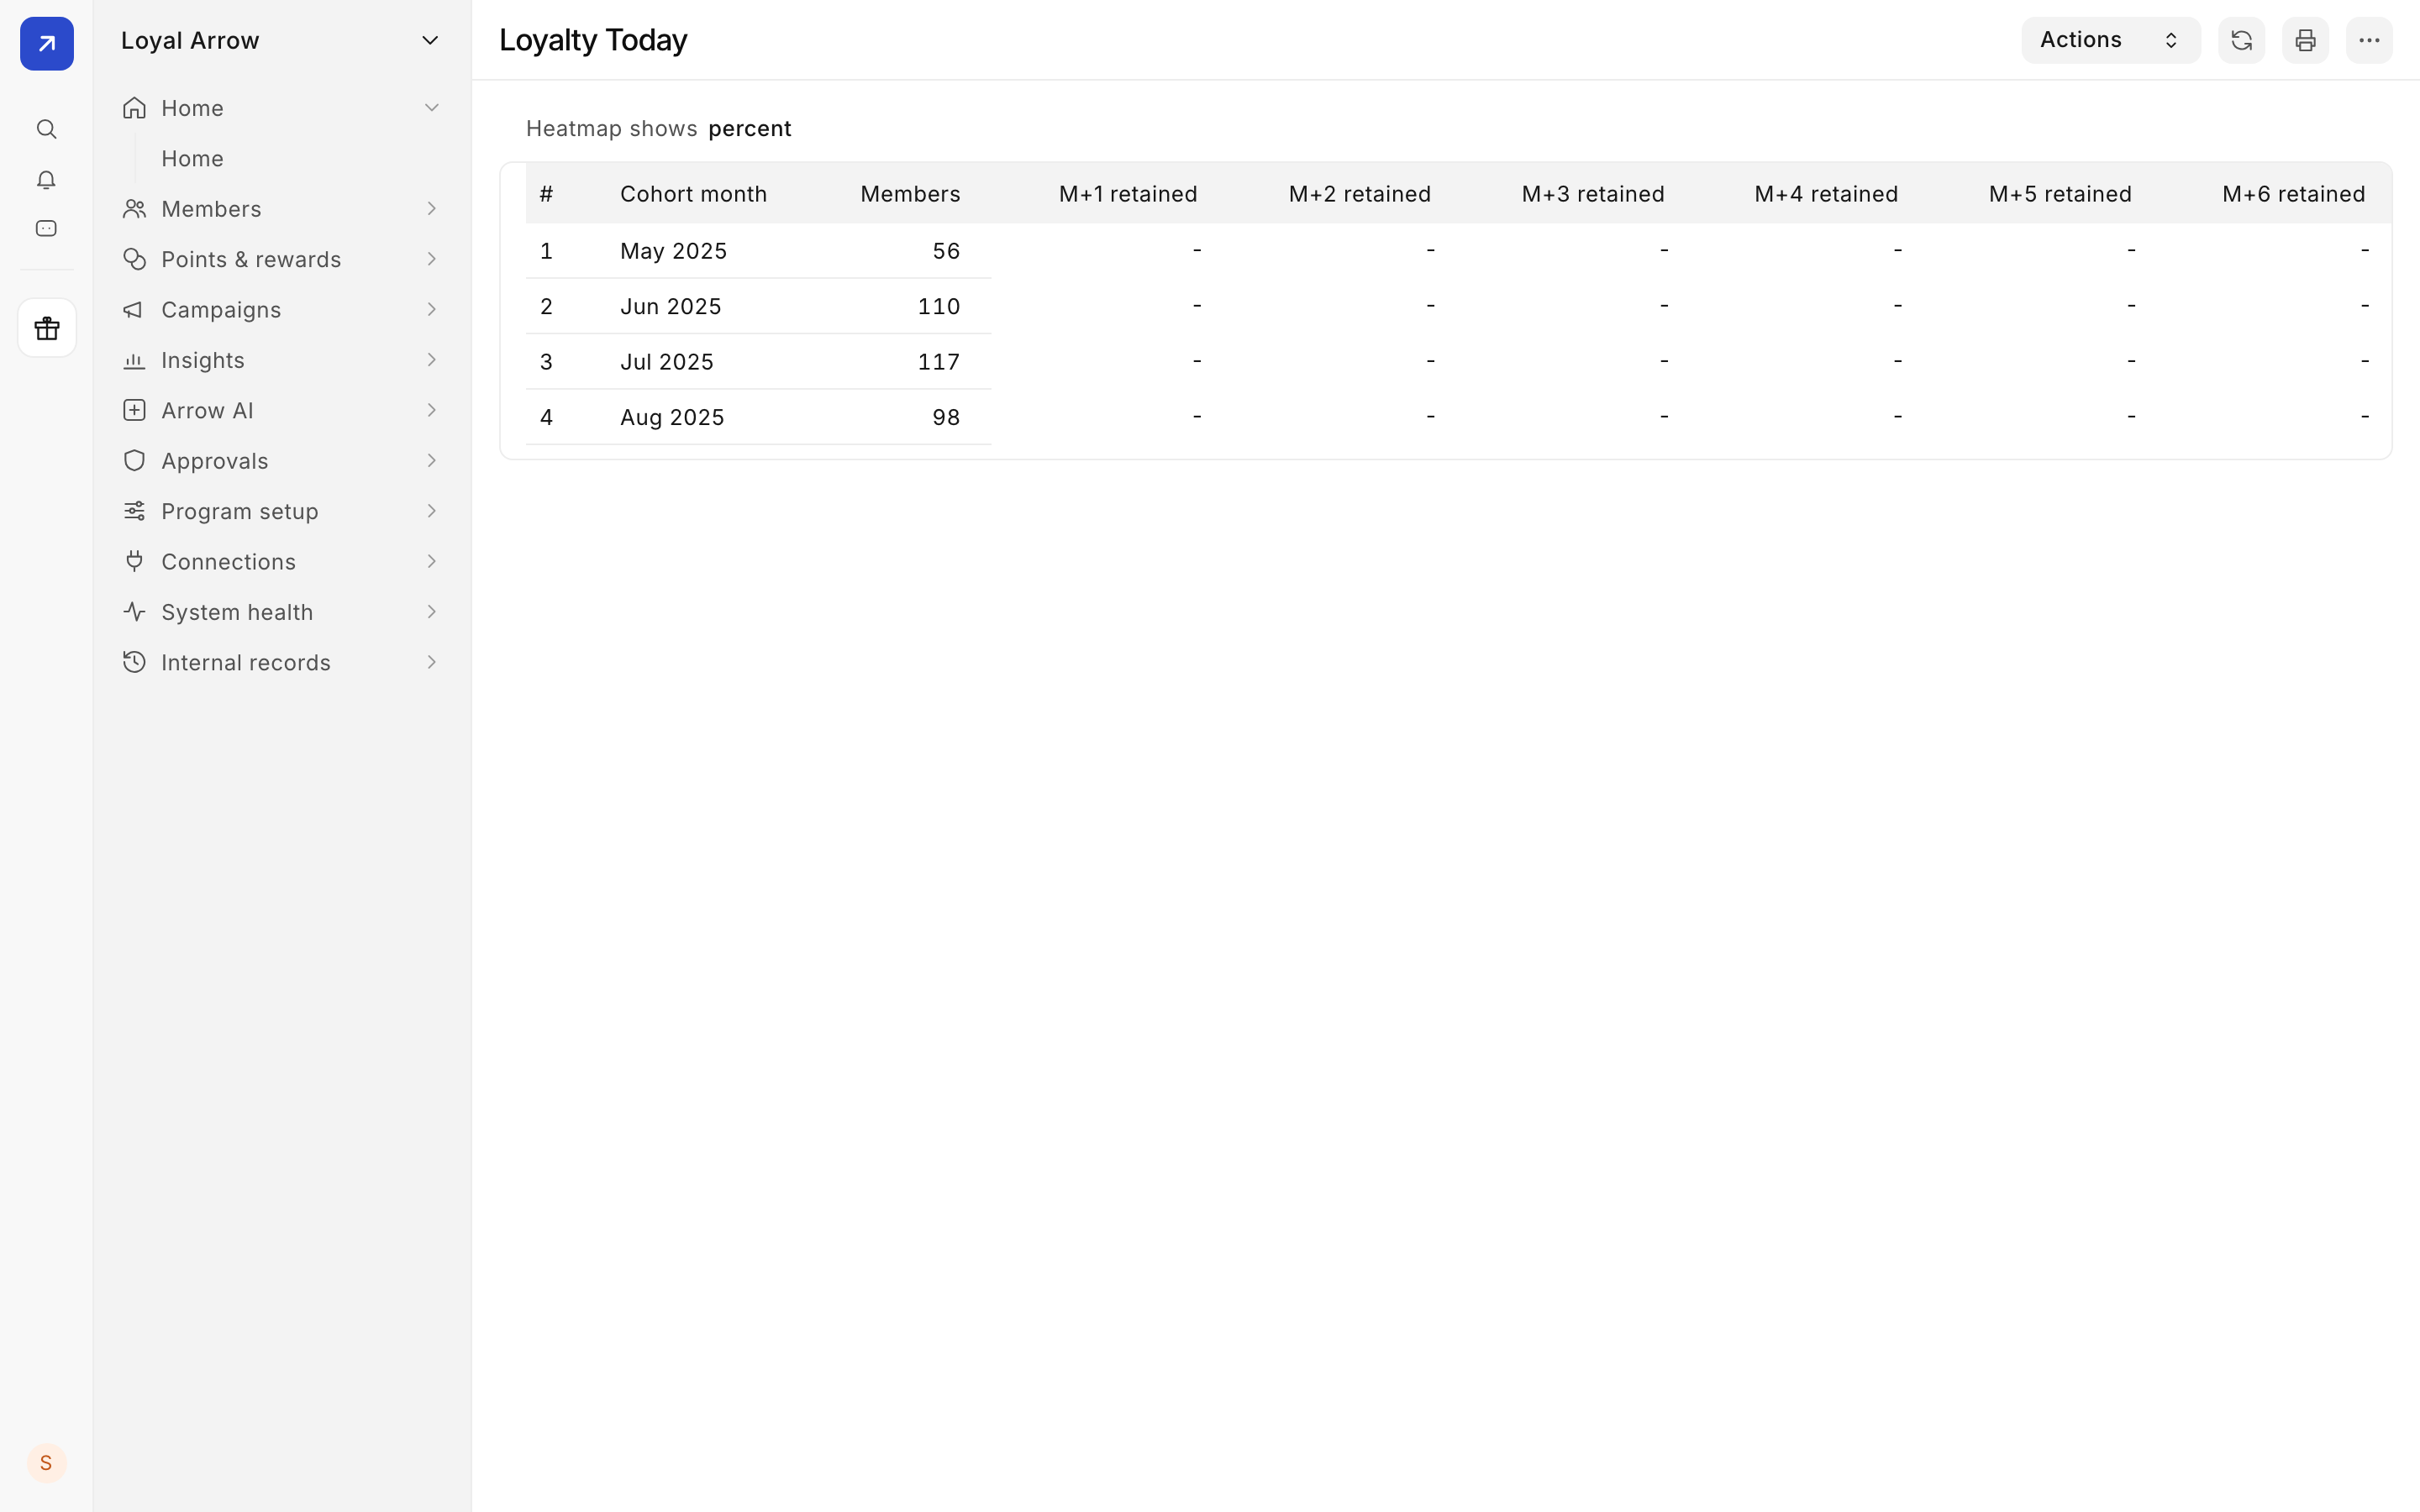 Loyal Arrow
Home
Home
Members
Points & rewards
Campaigns
Insights
Arrow AI
Approvals
Program setup
Connections
System health
Internal records
S
Loyalty Today
Actions
Heatmap shows percent
# Cohort month Members M+1 retained M+2 retained M+3 retained M+4 retained M+5 retained M+6 retained
1 May 2025 56 - - - - - -
2 Jun 2025 110 - - - - - -
3 Jul 2025 117 - - - - - -
4 Aug 2025 98 - - - - - -